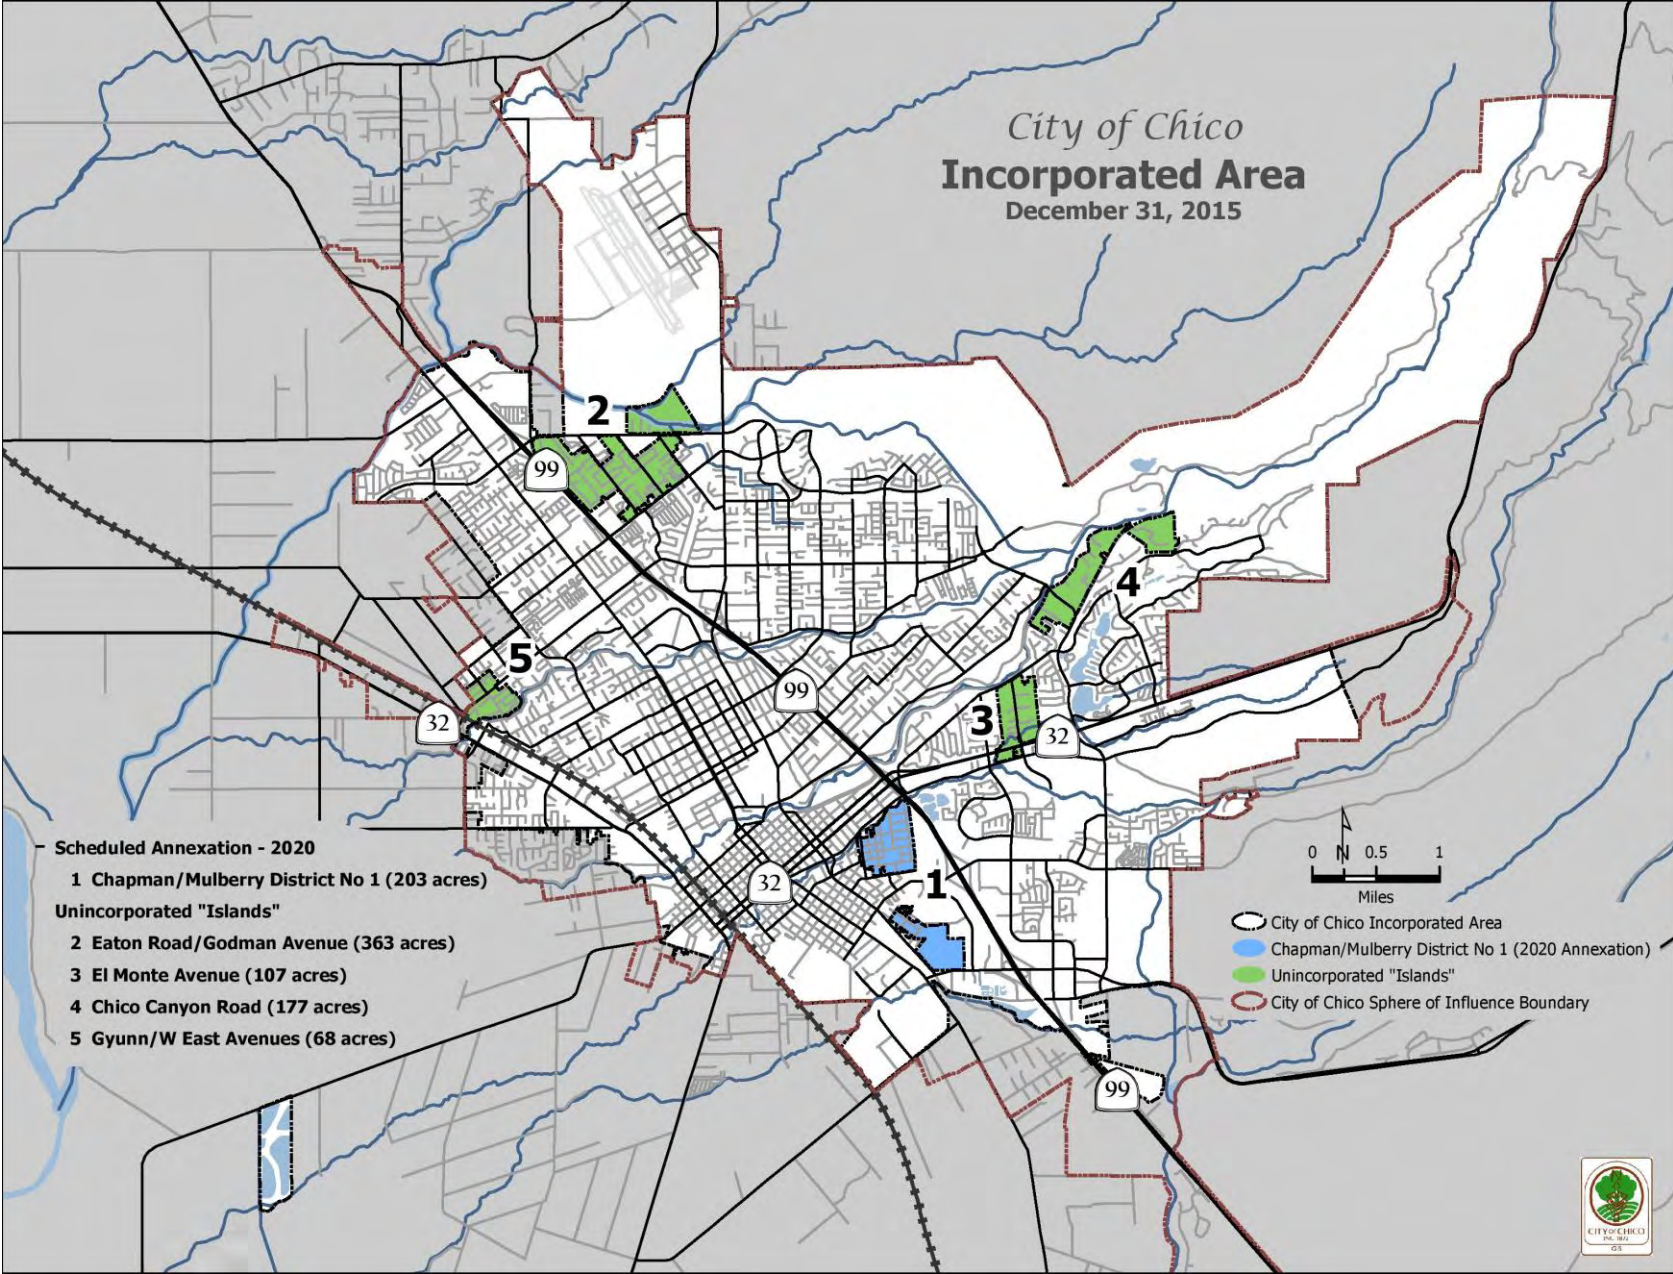 City of Chico
Incorporated Area
December 31, 2015
2
99
4
5
99
32
3
32
Scheduled Annexation - 2020
1 Chapman/Mulberry District No 1 (203 acres)
Unincorporated "Islands"
2 Eaton Road/Godman Avenue (363 acres)
3 El Monte Avenue (107 acres)
4 Chico Canyon Road (177 acres)
5 Gyunn/W East Avenues (68 acres)
32
1
99
N
0 0.5 1
Miles
City of Chico Incorporated Area
Chapman/Mulberry District No 1 (2020 Annexation)
Unincorporated "Islands"
City of Chico Sphere of Influence Boundary
CITY OF CHICO
INC. 1872
GIS